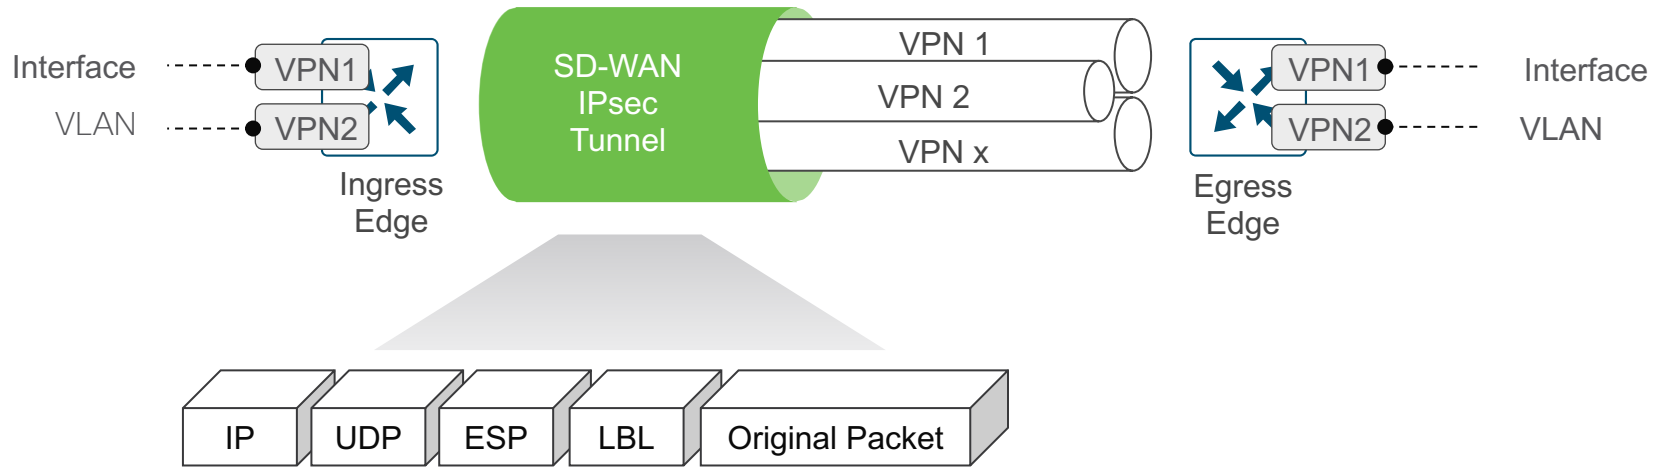 Interface
VLAN
VPN1
VPN2
Ingress
Edge
SD-WAN
IPsec
Tunnel
VPN 1
VPN 2
VPN x
VPN1
VPN2
Egress
Edge
Interface
VLAN
IP
UDP
ESP
LBL
Original Packet